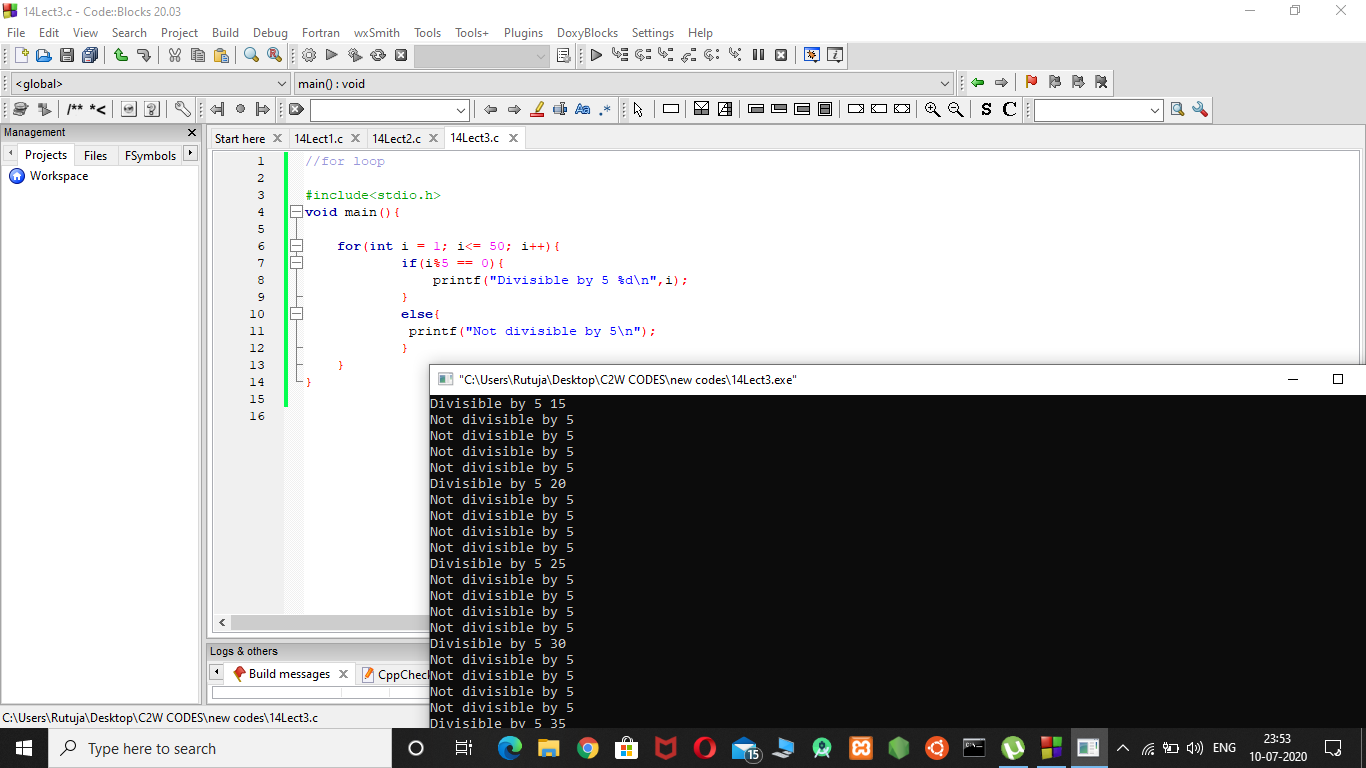 14Lect3.c - Code::Blocks 20.03
File Edit View Search Project Build Debug Fortran wxSmith Tools Tools+ Plugins DoxyBlocks Settings Help
<global> main() : void
/** *< Aa .* S C
Management
Projects Files FSymbols
Workspace
Start here 14Lect1.c 14Lect2.c 14Lect3.c
1 //for loop
2
3 #include<stdio.h>
4 void main(){
5
6 for(int i = 1; i<= 50; i++){
7 if(i%5 == 0){
8 printf("Divisible by 5 %d\n",i);
9 }
10 else{
11 printf("Not divisible by 5\n");
12 }
13 }
14 }
15
16
"C:\Users\Rutuja\Desktop\C2W CODES\new codes\14Lect3.exe"
Divisible by 5 15
Not divisible by 5
Not divisible by 5
Not divisible by 5
Not divisible by 5
Divisible by 5 20
Not divisible by 5
Not divisible by 5
Not divisible by 5
Not divisible by 5
Divisible by 5 25
Not divisible by 5
Not divisible by 5
Not divisible by 5
Not divisible by 5
Divisible by 5 30
Not divisible by 5
Not divisible by 5
Not divisible by 5
Not divisible by 5
Divisible by 5 35
Logs & others
Build messages CppChec
C:\Users\Rutuja\Desktop\C2W CODES\new codes\14Lect3.c
Type here to search
15
ENG
23:53
10-07-2020